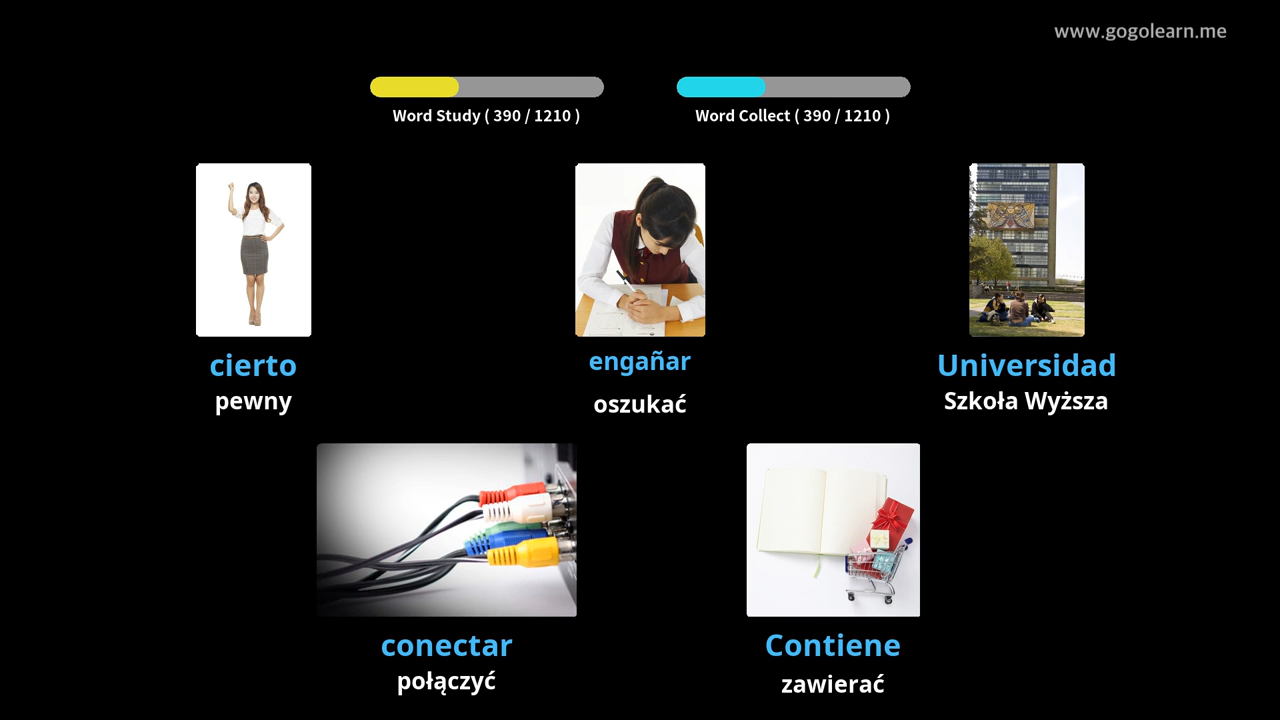 www.gogolearn.me
Word Study ( 390 / 1210 )
Word Collect ( 390 / 1210 )
cierto
pewny
engañar
oszukać
Universidad
Szkoła Wyższa
conectar
połączyć
Contiene
zawierać